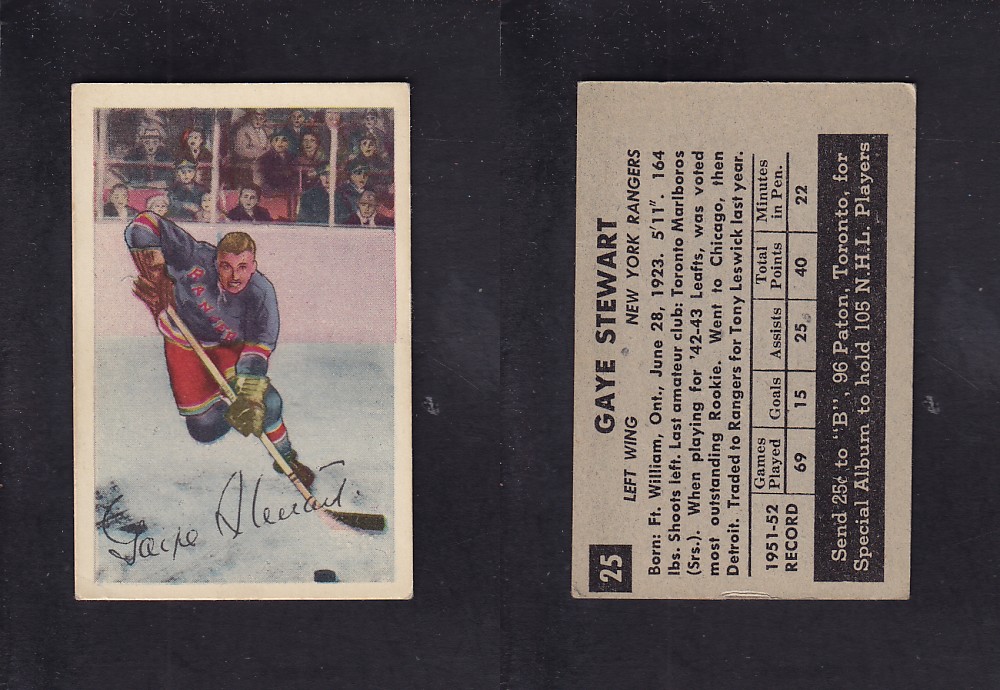 RANGERS
Gaye Stewart
25
GAYE STEWART
LEFT WING NEW YORK RANGERS
Born: Ft. William, Ont., June 28, 1923. 5'11". 164
lbs. Shoots left. Last amateur club: Toronto Marlboros
(Srs.). When playing for '42-43 Leafts, was voted
most outstanding Rookie. Went to Chicago, then
Detroit. Traded to Rangers for Tony Leswick last year.
1951-52 RECORD
Games Played Goals Assists Total Points Minutes in Pen.
69 15 25 40 22
Send 25¢ to "B", 96 Paton, Toronto, for
Special Album to hold 105 N.H.L. Players